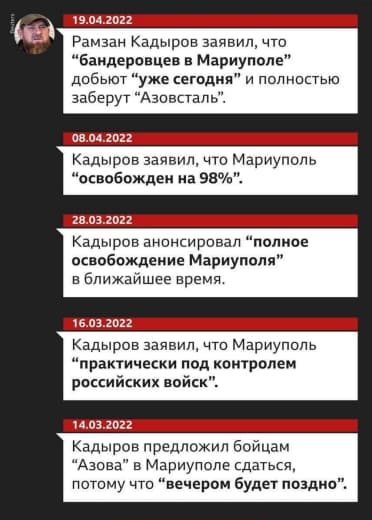 Reuters
19.04.2022
Рамзан Кадыров заявил, что
“бандеровцев в Мариуполе”
добьют “уже сегодня” и полностью
заберут “Азовсталь”.
08.04.2022
Кадыров заявил, что Мариуполь
“освобожден на 98%”.
28.03.2022
Кадыров анонсировал “полное
освобождение Мариуполя”
в ближайшее время.
16.03.2022
Кадыров заявил, что Мариуполь
“практически под контролем
российских войск”.
14.03.2022
Кадыров предложил бойцам
“Азова” в Мариуполе сдаться,
потому что “вечером будет поздно”.